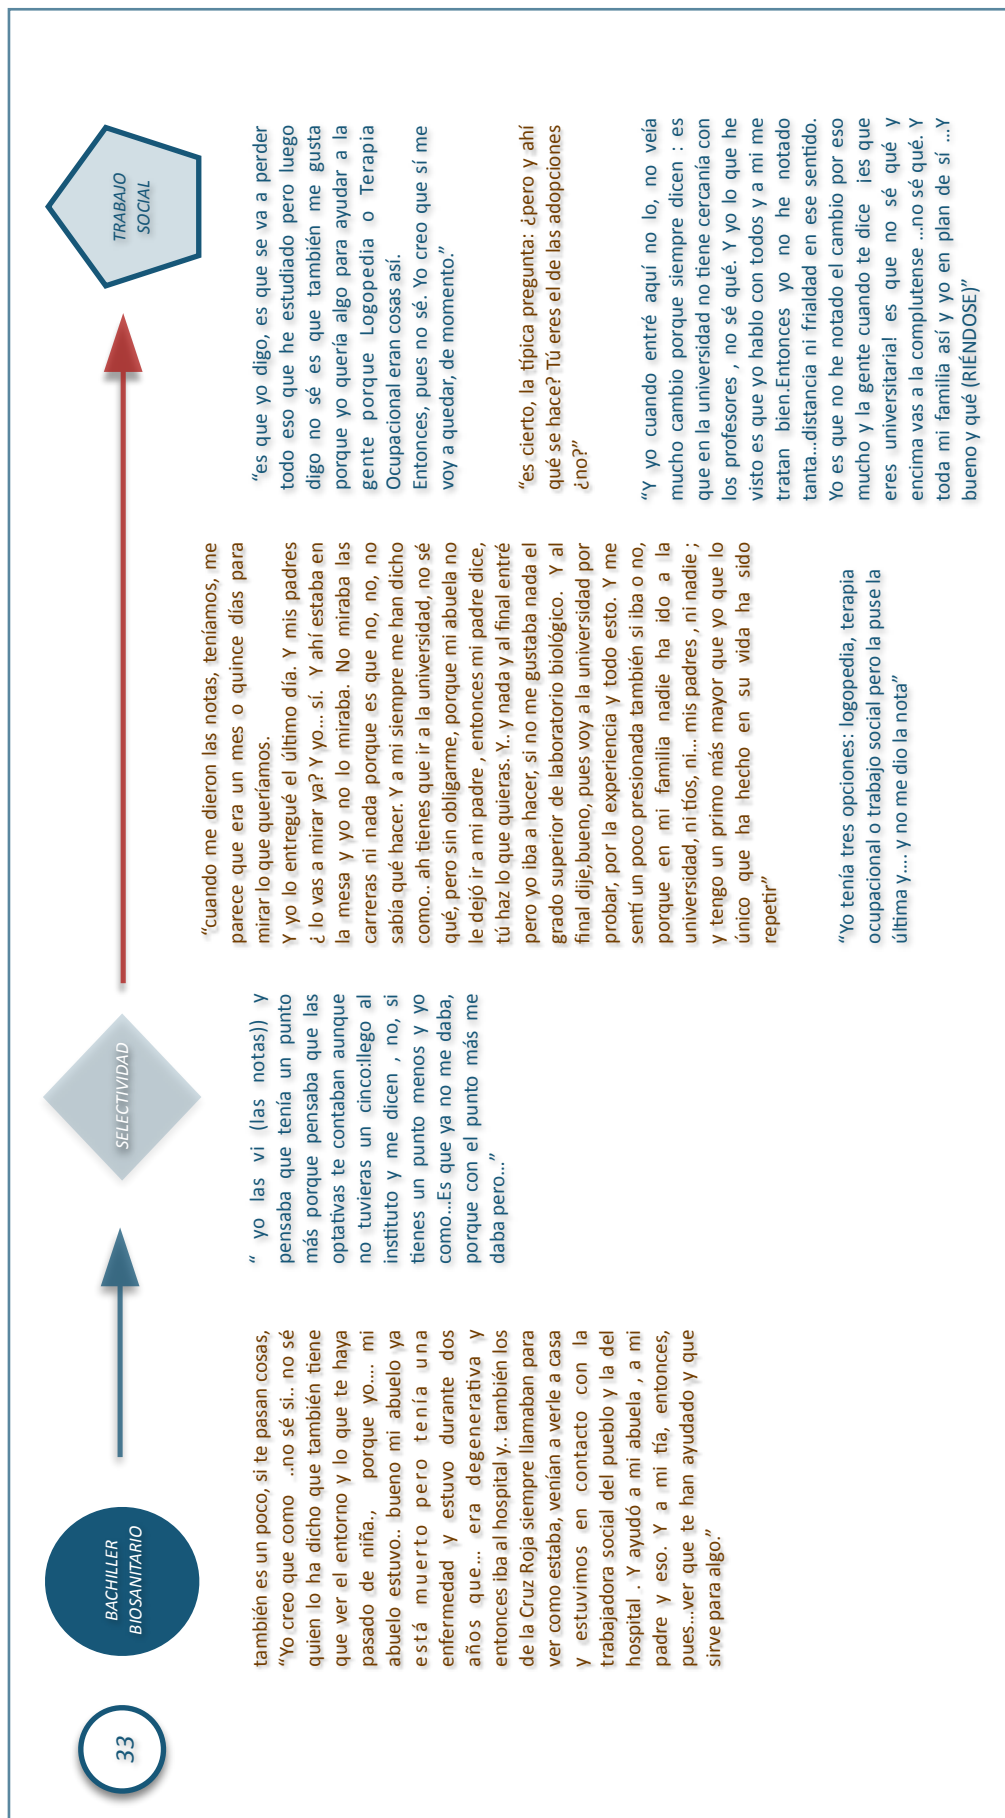 33
BACHILLER
BIOSANITARIO
SELECTIVIDAD
TRABAJO
SOCIAL
también es un poco, si te pasan cosas,
“Yo creo que como ..no sé si.. no sé
quien lo ha dicho que también tiene
que ver el entorno y lo que te haya
pasado de niña., porque yo.... mi
abuelo estuvo.. bueno mi abuelo ya
está muerto pero tenía una
enfermedad y estuvo durante dos
años que... era degenerativa y
entonces iba al hospital y.. también los
de la Cruz Roja siempre llamaban para
ver como estaba, venían a verle a casa
y estuvimos en contacto con la
trabajadora social del pueblo y la del
hospital . Y ayudó a mi abuela , a mi
padre y eso. Y a mi tía, entonces,
pues...ver que te han ayudado y que
sirve para algo.”
“ yo las vi (las notas)) y
pensaba que tenía un punto
más porque pensaba que las
optativas te contaban aunque
no tuvieras un cinco:llego al
instituto y me dicen , no, si
tienes un punto menos y yo
como...Es que ya no me daba,
porque con el punto más me
daba pero...”
“cuando me dieron las notas, teníamos, me
parece que era un mes o quince días para
mirar lo que queríamos.
Y yo lo entregué el último día. Y mis padres
¿ lo vas a mirar ya? Y yo... sí. Y ahí estaba en
la mesa y yo no lo miraba. No miraba las
carreras ni nada porque es que no, no, no
sabía qué hacer. Y a mi siempre me han dicho
como.. ah tienes que ir a la universidad, no sé
qué, pero sin obligarme, porque mi abuela no
le dejó ir a mi padre , entonces mi padre dice,
tú haz lo que quieras. Y.. y nada y al final entré
pero yo iba a hacer, si no me gustaba nada el
grado superior de laboratorio biológico. Y al
final dije,bueno, pues voy a la universidad por
probar, por la experiencia y todo esto. Y me
sentí un poco presionada también si iba o no,
porque en mi familia nadie ha ido a la
universidad, ni tíos, ni... mis padres , ni nadie ;
y tengo un primo más mayor que yo que lo
único que ha hecho en su vida ha sido
repetir”
“Yo tenía tres opciones: logopedia, terapia
ocupacional o trabajo social pero la puse la
última y.... y no me dio la nota”
“es que yo digo, es que se va a perder
todo eso que he estudiado pero luego
digo no sé es que también me gusta
porque yo quería algo para ayudar a la
gente porque Logopedia o Terapia
Ocupacional eran cosas así.
Entonces, pues no sé. Yo creo que sí me
voy a quedar, de momento.”
“es cierto, la típica pregunta: ¿pero y ahí
qué se hace? Tú eres el de las adopciones
¿no?”
“Y yo cuando entré aquí no lo, no veía
mucho cambio porque siempre dicen : es
que en la universidad no tiene cercanía con
los profesores , no sé qué. Y yo lo que he
visto es que yo hablo con todos y a mi me
tratan bien.Entonces yo no he notado
tanta...distancia ni frialdad en ese sentido.
Yo es que no he notado el cambio por eso
mucho y la gente cuando te dice ¡es que
eres universitaria! es que no sé qué y
encima vas a la complutense ...no sé qué. Y
toda mi familia así y yo en plan de sí ...Y
bueno y qué (RIÉNDOSE)”